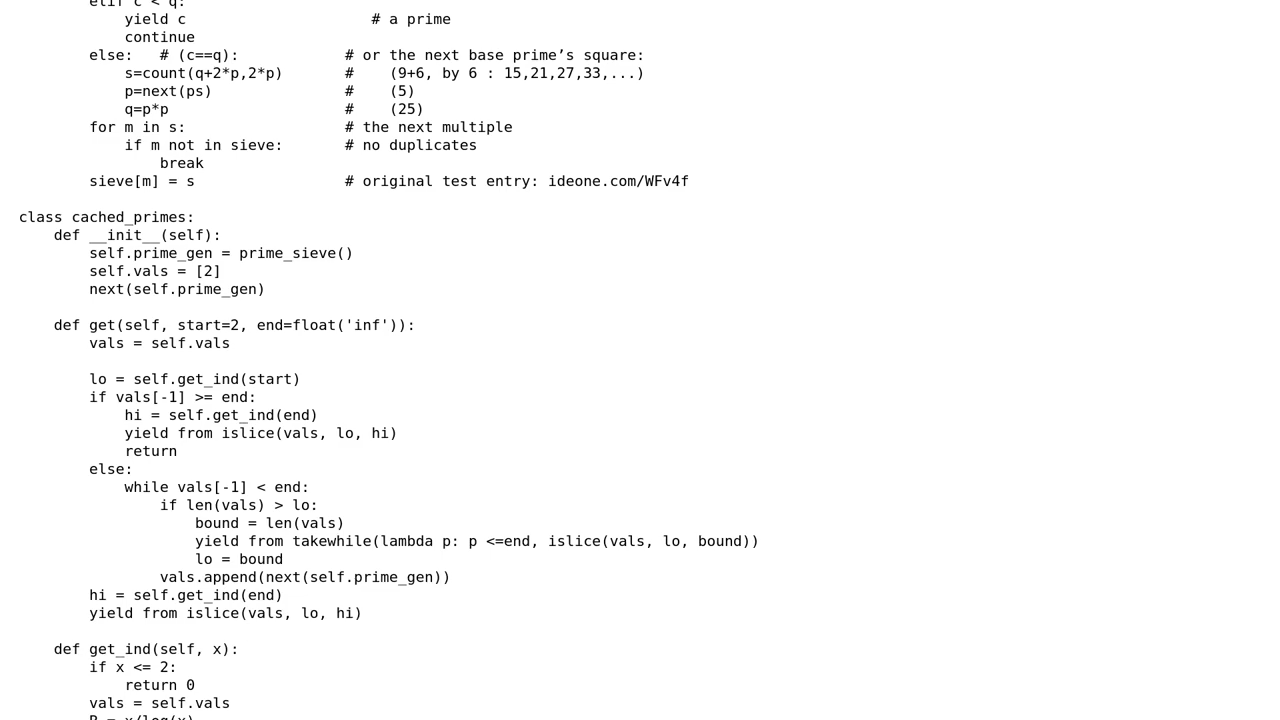 elif c < q:
            yield c                     # a prime
            continue
        else:   # (c==q):            # or the next base prime’s square:
            s=count(q+2*p,2*p)       #    (9+6, by 6 : 15,21,27,33,...)
            p=next(ps)               #    (5)
            q=p*p                    #    (25)
        for m in s:                  # the next multiple
            if m not in sieve:       # no duplicates
                break
        sieve[m] = s                 # original test entry: ideone.com/WFv4f

class cached_primes:
    def __init__(self):
        self.prime_gen = prime_sieve()
        self.vals = [2]
        next(self.prime_gen)

    def get(self, start=2, end=float('inf')):
        vals = self.vals

        lo = self.get_ind(start)
        if vals[-1] >= end:
            hi = self.get_ind(end)
            yield from islice(vals, lo, hi)
            return
        else:
            while vals[-1] < end:
                if len(vals) > lo:
                    bound = len(vals)
                    yield from takewhile(lambda p: p <=end, islice(vals, lo, bound))
                    lo = bound
                vals.append(next(self.prime_gen))
        hi = self.get_ind(end)
        yield from islice(vals, lo, hi)

    def get_ind(self, x):
        if x <= 2:
            return 0
        vals = self.vals